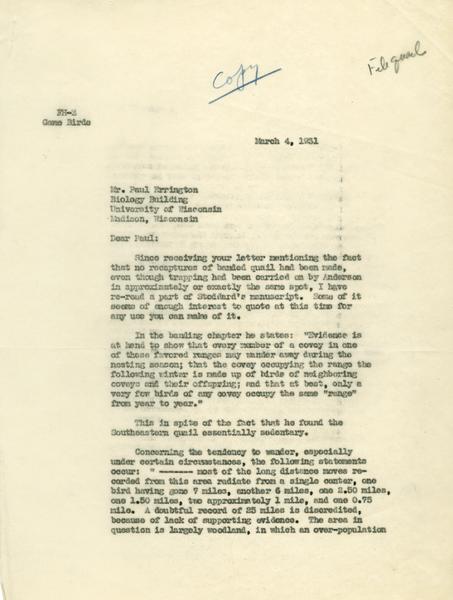 Copy
File quail
FH-2
Game Birds
March 4, 1931
Mr. Paul Errington
Biology Building
University of Wisconsin
Madison, Wisconsin
Dear Paul:
Since receiving your letter mentioning the fact
that no recaptures of banded quail had been made,
even though trapping had been carried on by Anderson
in approximately or exactly the same spot, I have
re-read a part of Stoddard's manuscript. Some of it
seems of enough interest to quote at this time for
any use you can make of it.
In the banding chapter he states: "Evidence is
at hand to show that every number of a covey in one
of these favored ranges may wander away during the
nesting season; that the covey occupying the range the
following winter is made up of birds of neighboring
coveys and their offspring; and that at best, only a
very few birds of any covey occupy the same "range"
from year to year."
This in spite of the fact that he found the
Southeastern quail essentially sedentary.
Concerning the tendency to wander, especially
under certain circumstances, the following statements
occur: " ------- most of the long distance moves re-
corded from this area radiate from a single center, one
bird having gone 7 miles, another 6 miles, one 2.50 miles,
one 1.50 miles, two approximately 1 mile, and one 0.75
mile. A doubtful record of 25 miles is discredited,
because of lack of supporting evidence. The area in
question is largely woodland, in which an over-population